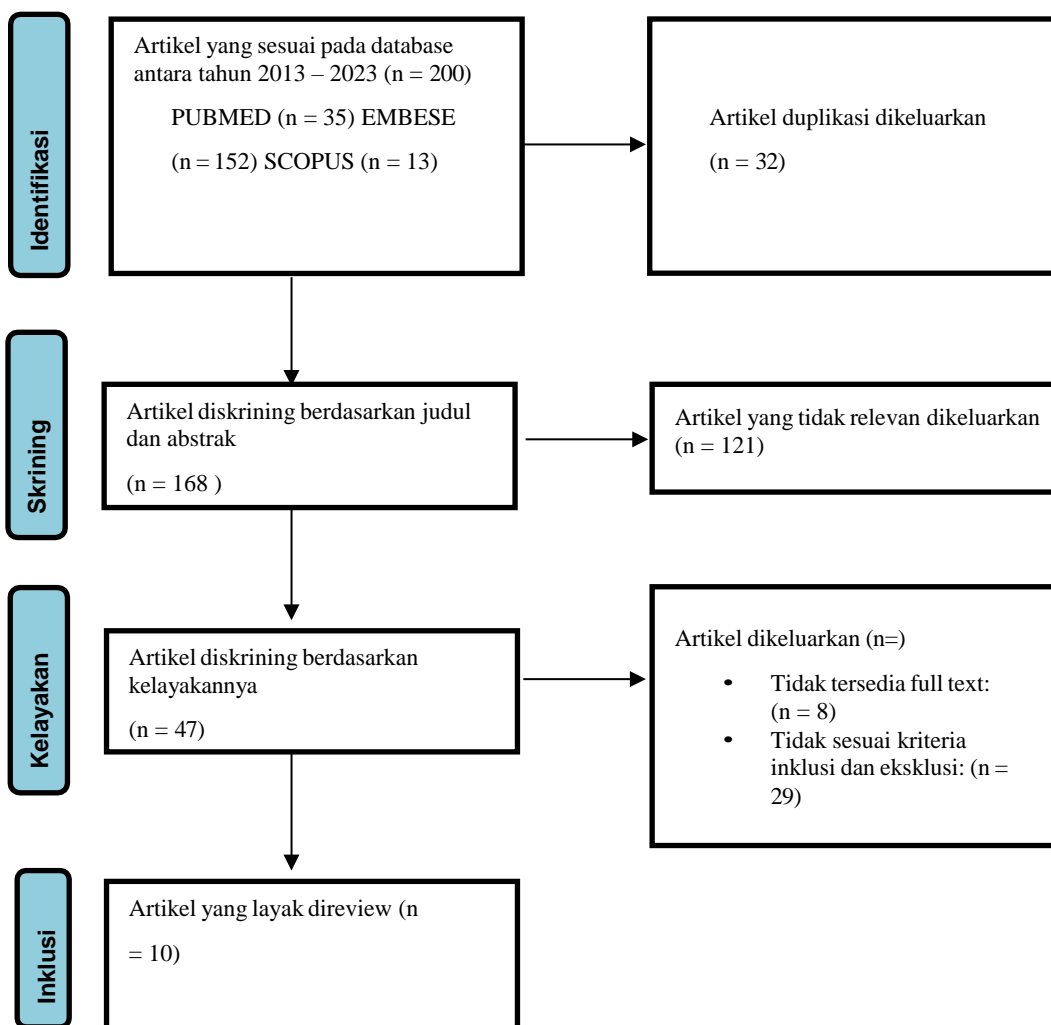 Identifikasi
Artikel yang sesuai pada database
antara tahun 2013 – 2023 (n = 200)
PUBMED (n = 35) EMBESE
(n = 152) SCOPUS (n = 13)
Artikel duplikasi dikeluarkan
(n = 32)
Skrining
Artikel diskrining berdasarkan judul
dan abstrak
(n = 168 )
Artikel yang tidak relevan dikeluarkan
(n = 121)
Kelayakan
Artikel diskrining berdasarkan
kelayakannya
(n = 47)
Artikel dikeluarkan (n=)
• Tidak tersedia full text:
(n = 8)
• Tidak sesuai kriteria
inklusi dan eksklusi: (n =
29)
Inklusi
Artikel yang layak direview (n
= 10)